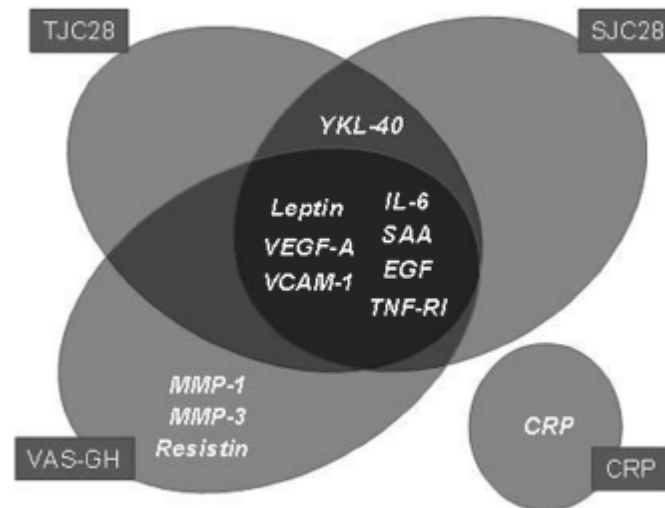 TJC28
SJC28
YKL-40
Leptin
VEGF-A
VCAM-1
IL-6
SAA
EGF
TNF-RI
MMP-1
MMP-3
Resistin
VAS-GH
CRP
CRP